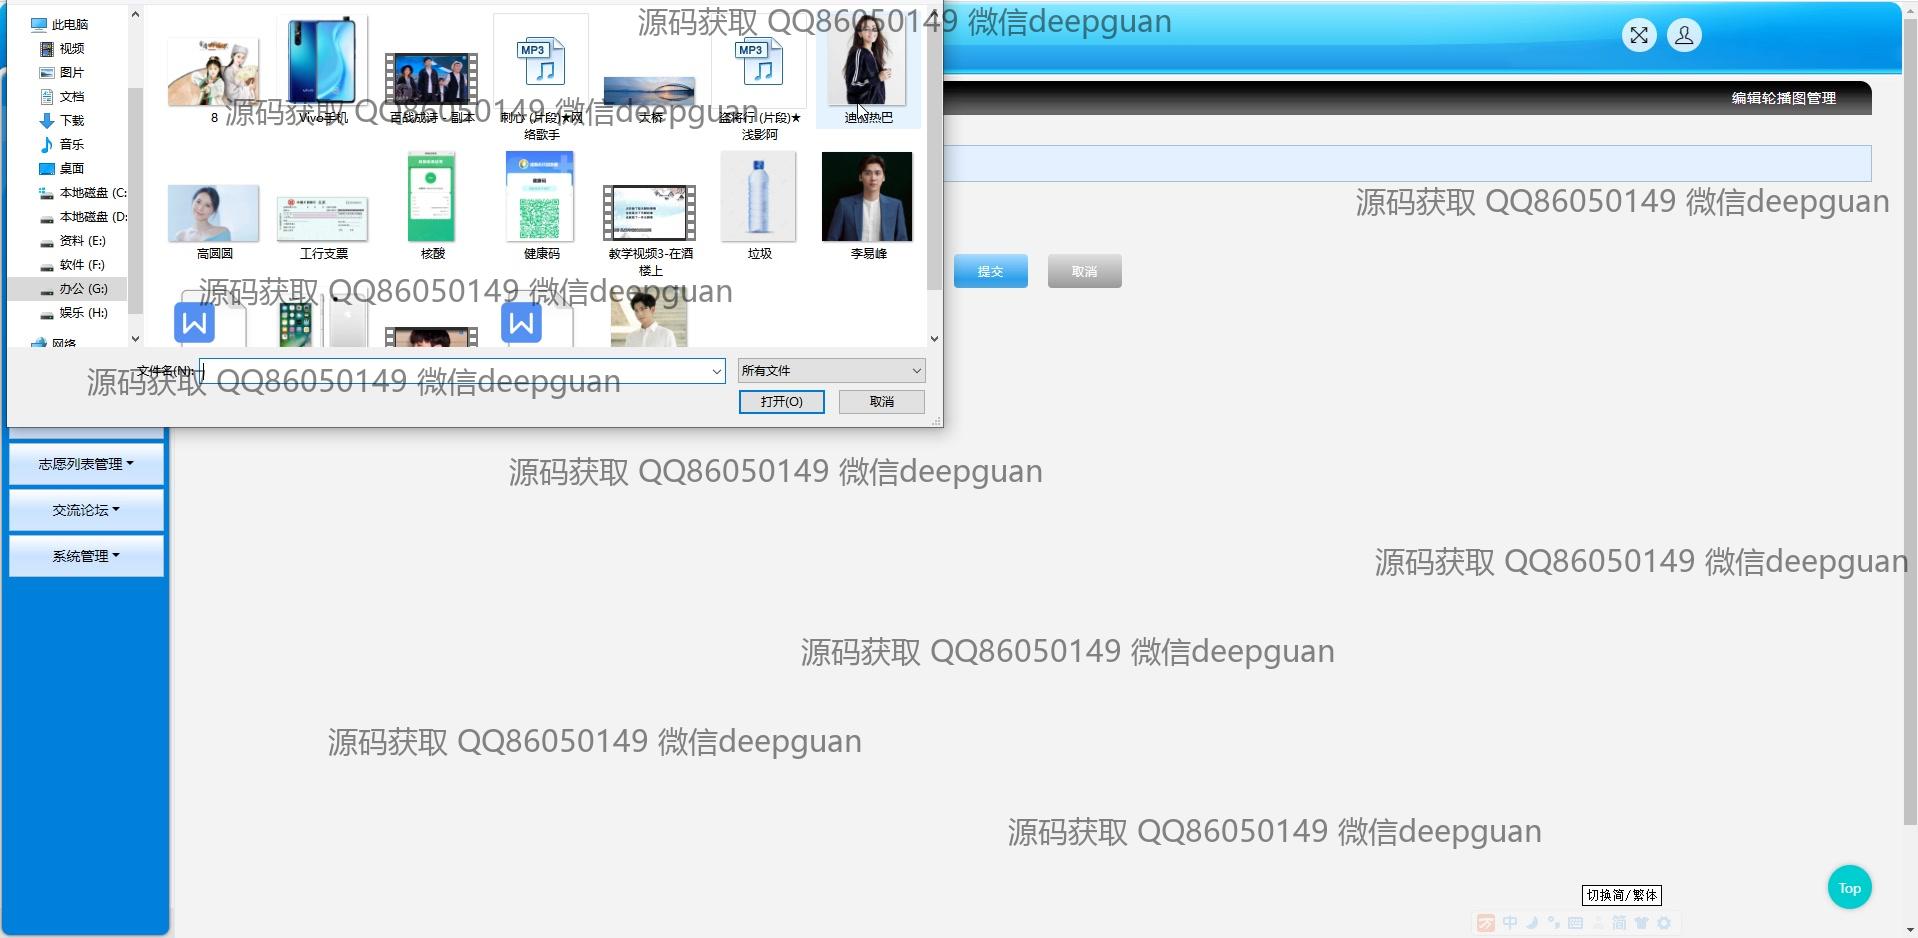 源码获取 QQ86050149 微信deepguan
此电脑
视频
图片
文档
下载
音乐
桌面
本地磁盘 (C:
本地磁盘 (D:
资料 (E:)
软件 (F:)
办公 (G:)
娱乐 (H:)
网络
MP3
MP3
8
Vivo手机
百战成诗 - 副本
刺心 (片段)★网
络歌手
大桥
盗将行 (片段)★
浅影阿
迪丽热巴
源码获取 QQ86050149 微信deepguan
高圆圆
工行支票
核酸
健康码
教学视频3-在酒
楼上
垃圾
李易峰
源码获取 QQ86050149 微信deepguan
W
W
文件名(N):
所有文件
打开(O)
取消
源码获取 QQ86050149 微信deepguan
编辑轮播图管理
源码获取 QQ86050149 微信deepguan
提交
取消
志愿列表管理
交流论坛
系统管理
源码获取 QQ86050149 微信deepguan
源码获取 QQ86050149 微信deepguan
源码获取 QQ86050149 微信deepguan
源码获取 QQ86050149 微信deepguan
源码获取 QQ86050149 微信deepguan
Top
切换简/繁体
中
简